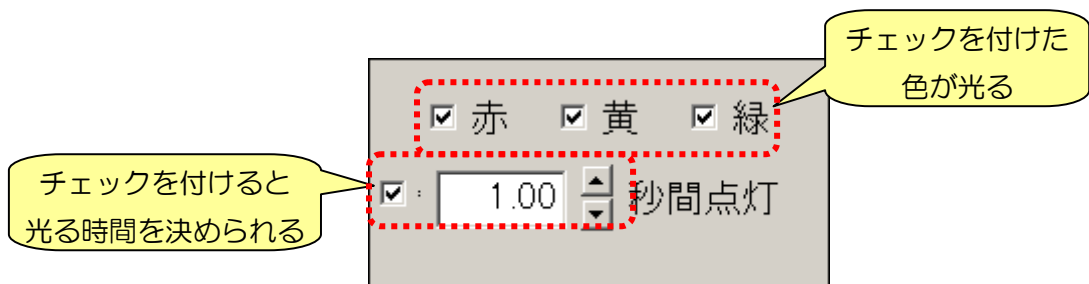 チェックを付けた
色が光る
赤 黄 緑
チェックを付けると
光る時間を決められる
: 1.00 秒間点灯